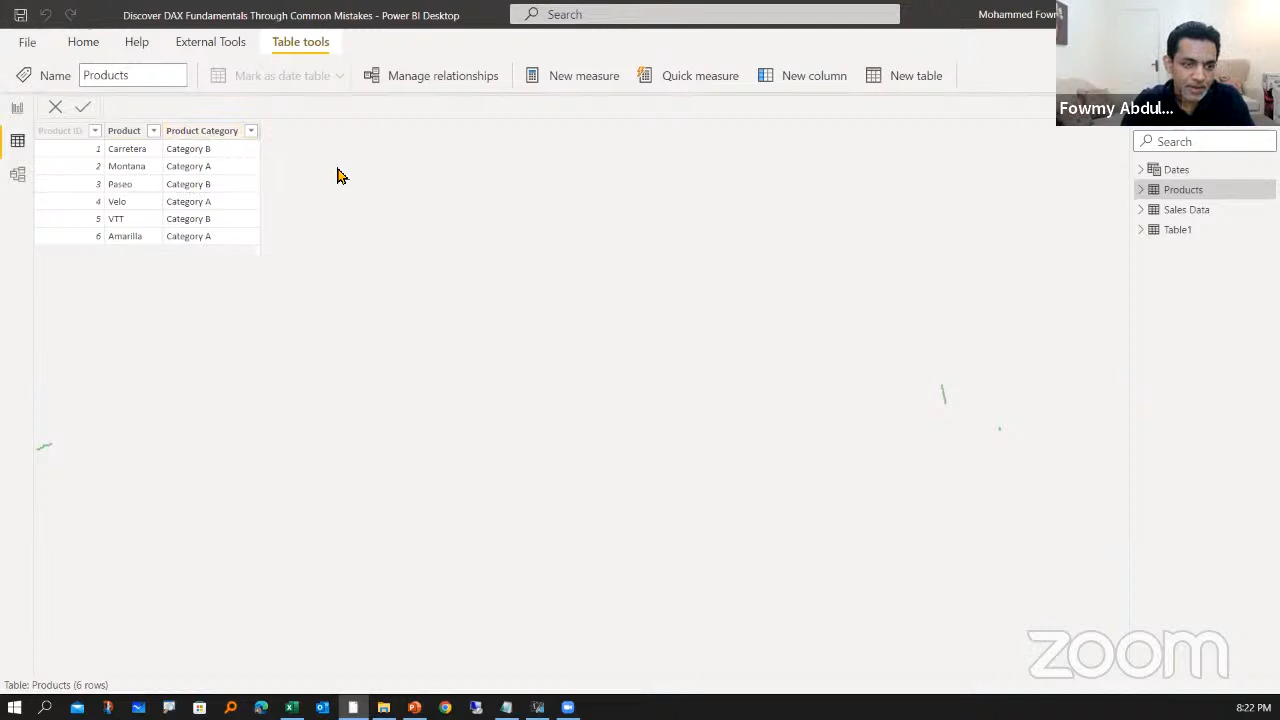 Discover DAX Fundamentals Through Common Mistakes - Power BI Desktop
Search
Mohammed Fowr
File Home Help External Tools Table tools
Name Products Mark as date table Manage relationships New measure Quick measure New column New table
Fowmy Abdul...
Product ID Product Product Category
1 Carretera Category B
2 Montana Category A
3 Paseo Category B
4 Velo Category A
5 VTT Category B
6 Amarilla Category A
Search
Dates
Products
Sales Data
Table1
zoom
Table: Products (6 rows)
8:22 PM